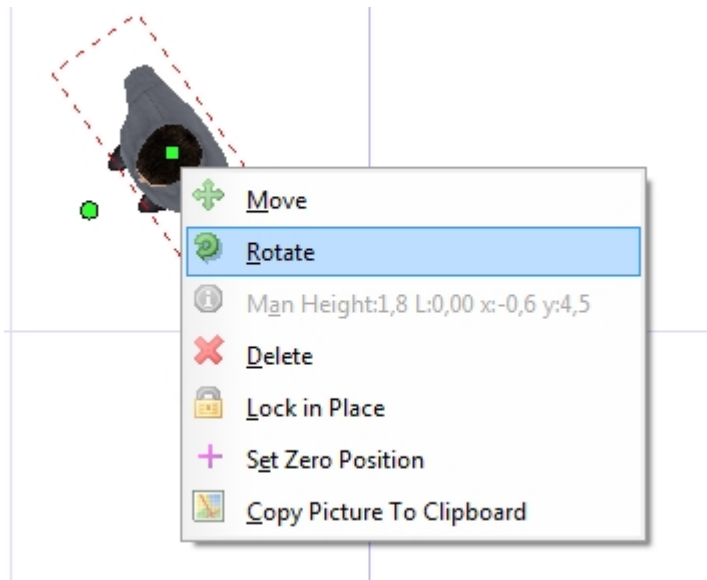 Move
Rotate
Man Height:1,8 L:0,00 x:-0,6 y:4,5
Delete
Lock in Place
Set Zero Position
Copy Picture To Clipboard